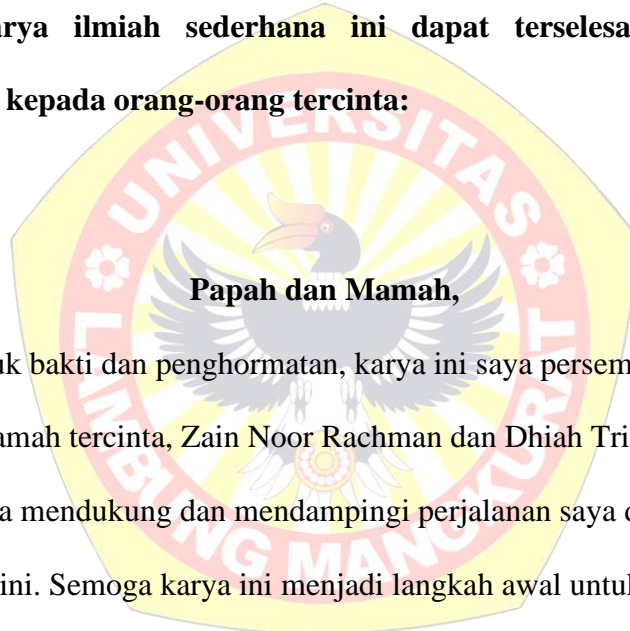 arya ilmiah sederhana ini dapat terselesa
kepada orang-orang tercinta:
UNIVERSITAS
Papah dan Mamah,
uk bakti dan penghormatan, karya ini saya persem
amah tercinta, Zain Noor Rachman dan Dhiah Tri
a mendukung dan mendampingi perjalanan saya
ini. Semoga karya ini menjadi langkah awal untul
LAMBUNG MANGKURAT